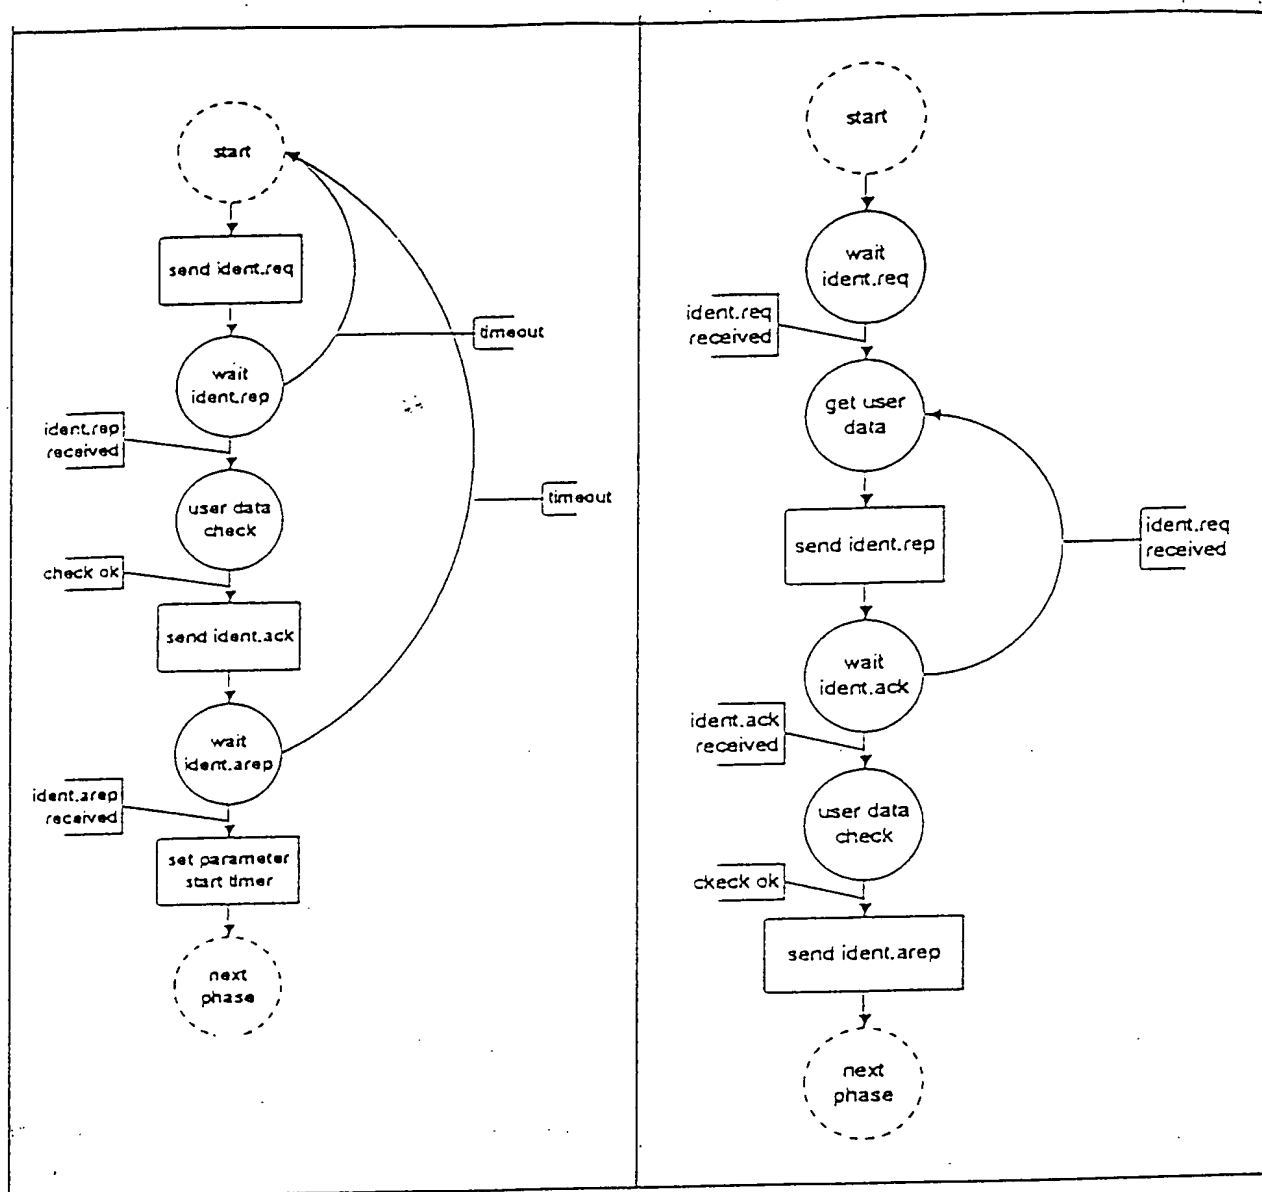 start
send ident.req
timeout
wait
ident.rep
ident.rep
received
timeout
user data
check
check ok
send ident.ack
wait
ident.arep
ident.arep
received
set parameter
start timer
next
phase
start
wait
ident.req
ident.req
received
get user
data
send ident.rep
ident.req
received
wait
ident.ack
ident.ack
received
user data
check
ckeck ok
send ident.arep
next
phase